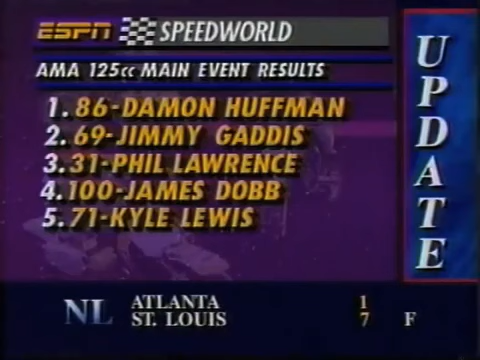 ESPN SPEEDWORLD
AMA 125cc MAIN EVENT RESULTS
1. 86-DAMON HUFFMAN
2. 69-JIMMY GADDIS
3. 31-PHIL LAWRENCE
4. 100-JAMES DOBB
5. 71-KYLE LEWIS
UPDATE
NL ATLANTA 1
ST. LOUIS 7 F